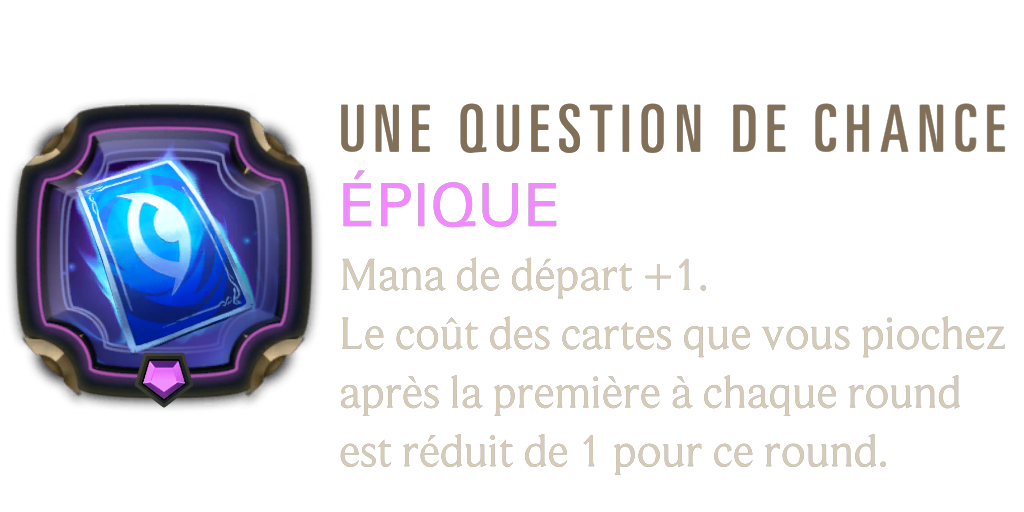 UNE QUESTION DE CHANCE
ÉPIQUE
Mana de départ +1.
Le coût des cartes que vous piochez
après la première à chaque round
est réduit de 1 pour ce round.